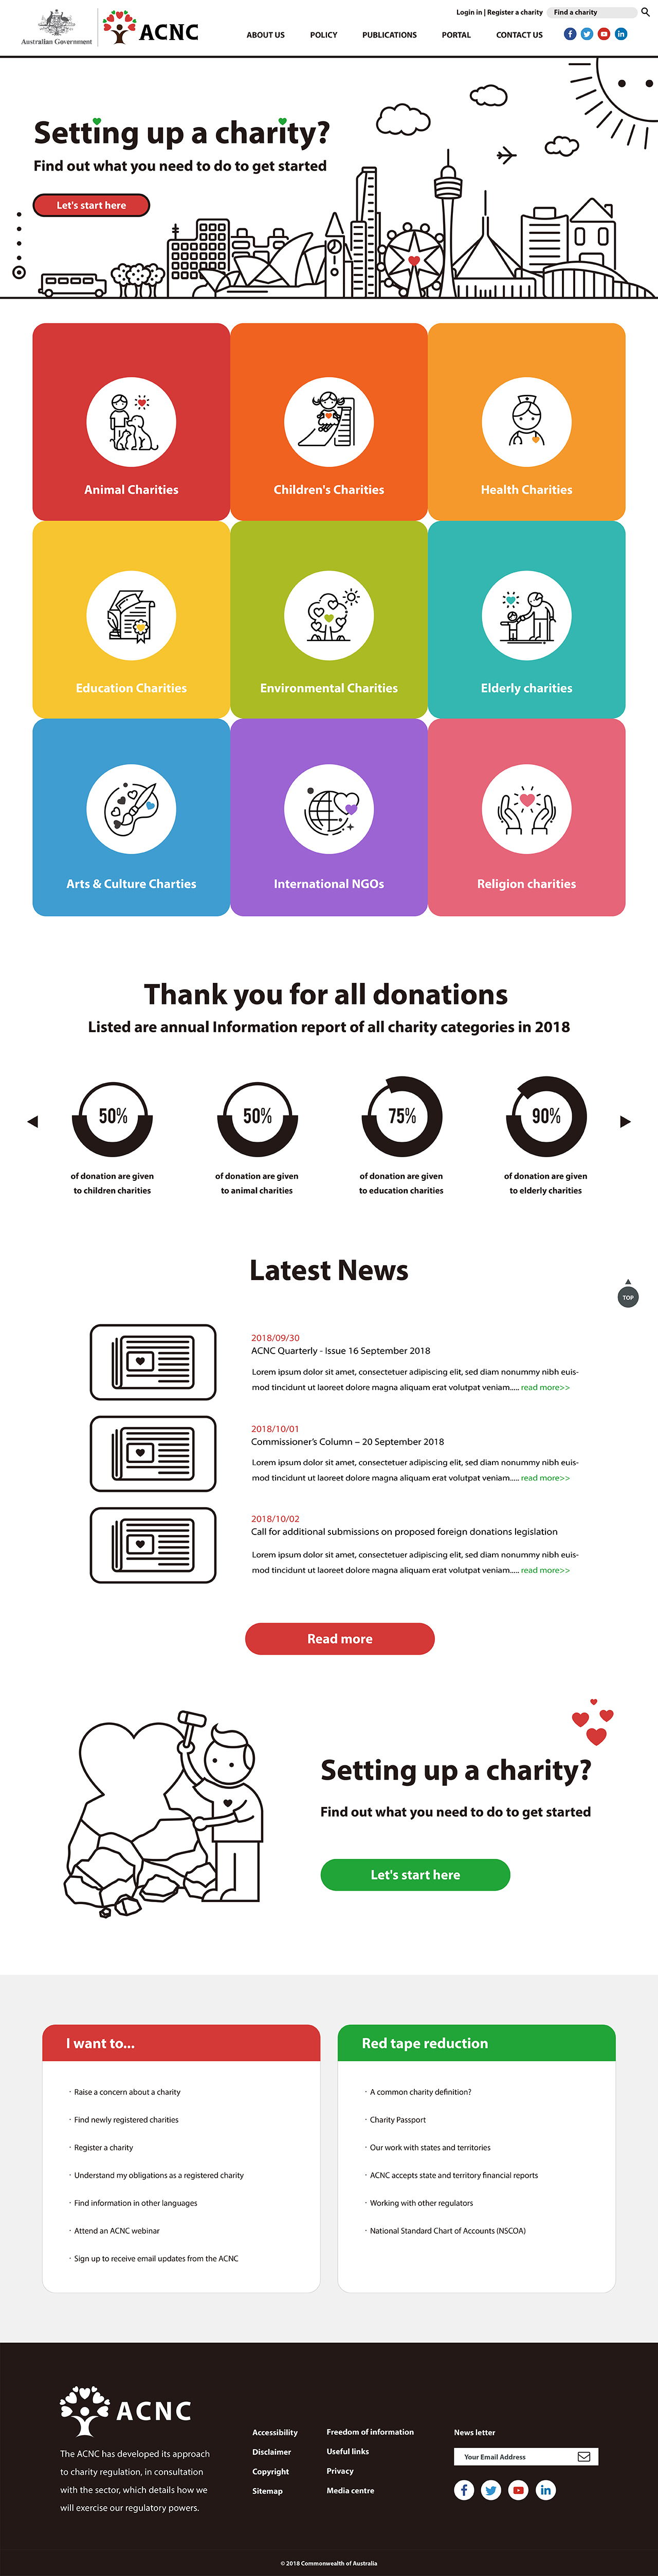 Login in | Register a charity
Find a charity
Australian Government
ACNC
ABOUT US
POLICY
PUBLICATIONS
PORTAL
CONTACT US
Setting up a charity?
Find out what you need to do to get started
Let's start here
Animal Charities
Children's Charities
Health Charities
Education Charities
Environmental Charities
Elderly charities
Arts & Culture Charties
International NGOs
Religion charities
Thank you for all donations
Listed are annual Information report of all charity categories in 2018
50%
of donation are given
to children charities
50%
of donation are given
to animal charities
75%
of donation are given
to education charities
90%
of donation are given
to elderly charities
Latest News
TOP
2018/09/30
ACNC Quarterly - Issue 16 September 2018
Lorem ipsum dolor sit amet, consectetuer adipiscing elit, sed diam nonummy nibh euis-
mod tincidunt ut laoreet dolore magna aliquam erat volutpat veniam..... read more>>
2018/10/01
Commissioner's Column – 20 September 2018
Lorem ipsum dolor sit amet, consectetuer adipiscing elit, sed diam nonummy nibh euis-
mod tincidunt ut laoreet dolore magna aliquam erat volutpat veniam..... read more>>
2018/10/02
Call for additional submissions on proposed foreign donations legislation
Lorem ipsum dolor sit amet, consectetuer adipiscing elit, sed diam nonummy nibh euis-
mod tincidunt ut laoreet dolore magna aliquam erat volutpat veniam..... read more>>
Read more
Setting up a charity?
Find out what you need to do to get started
Let's start here
I want to...
· Raise a concern about a charity
· Find newly registered charities
· Register a charity
· Understand my obligations as a registered charity
· Find information in other languages
· Attend an ACNC webinar
· Sign up to receive email updates from the ACNC
Red tape reduction
· A common charity definition?
· Charity Passport
· Our work with states and territories
· ACNC accepts state and territory financial reports
· Working with other regulators
· National Standard Chart of Accounts (NSCOA)
ACNC
The ACNC has developed its approach
to charity regulation, in consultation
with the sector, which details how we
will exercise our regulatory powers.
Accessibility
Disclaimer
Copyright
Sitemap
Freedom of information
Useful links
Privacy
Media centre
News letter
Your Email Address
© 2018 Commonwealth of Australia